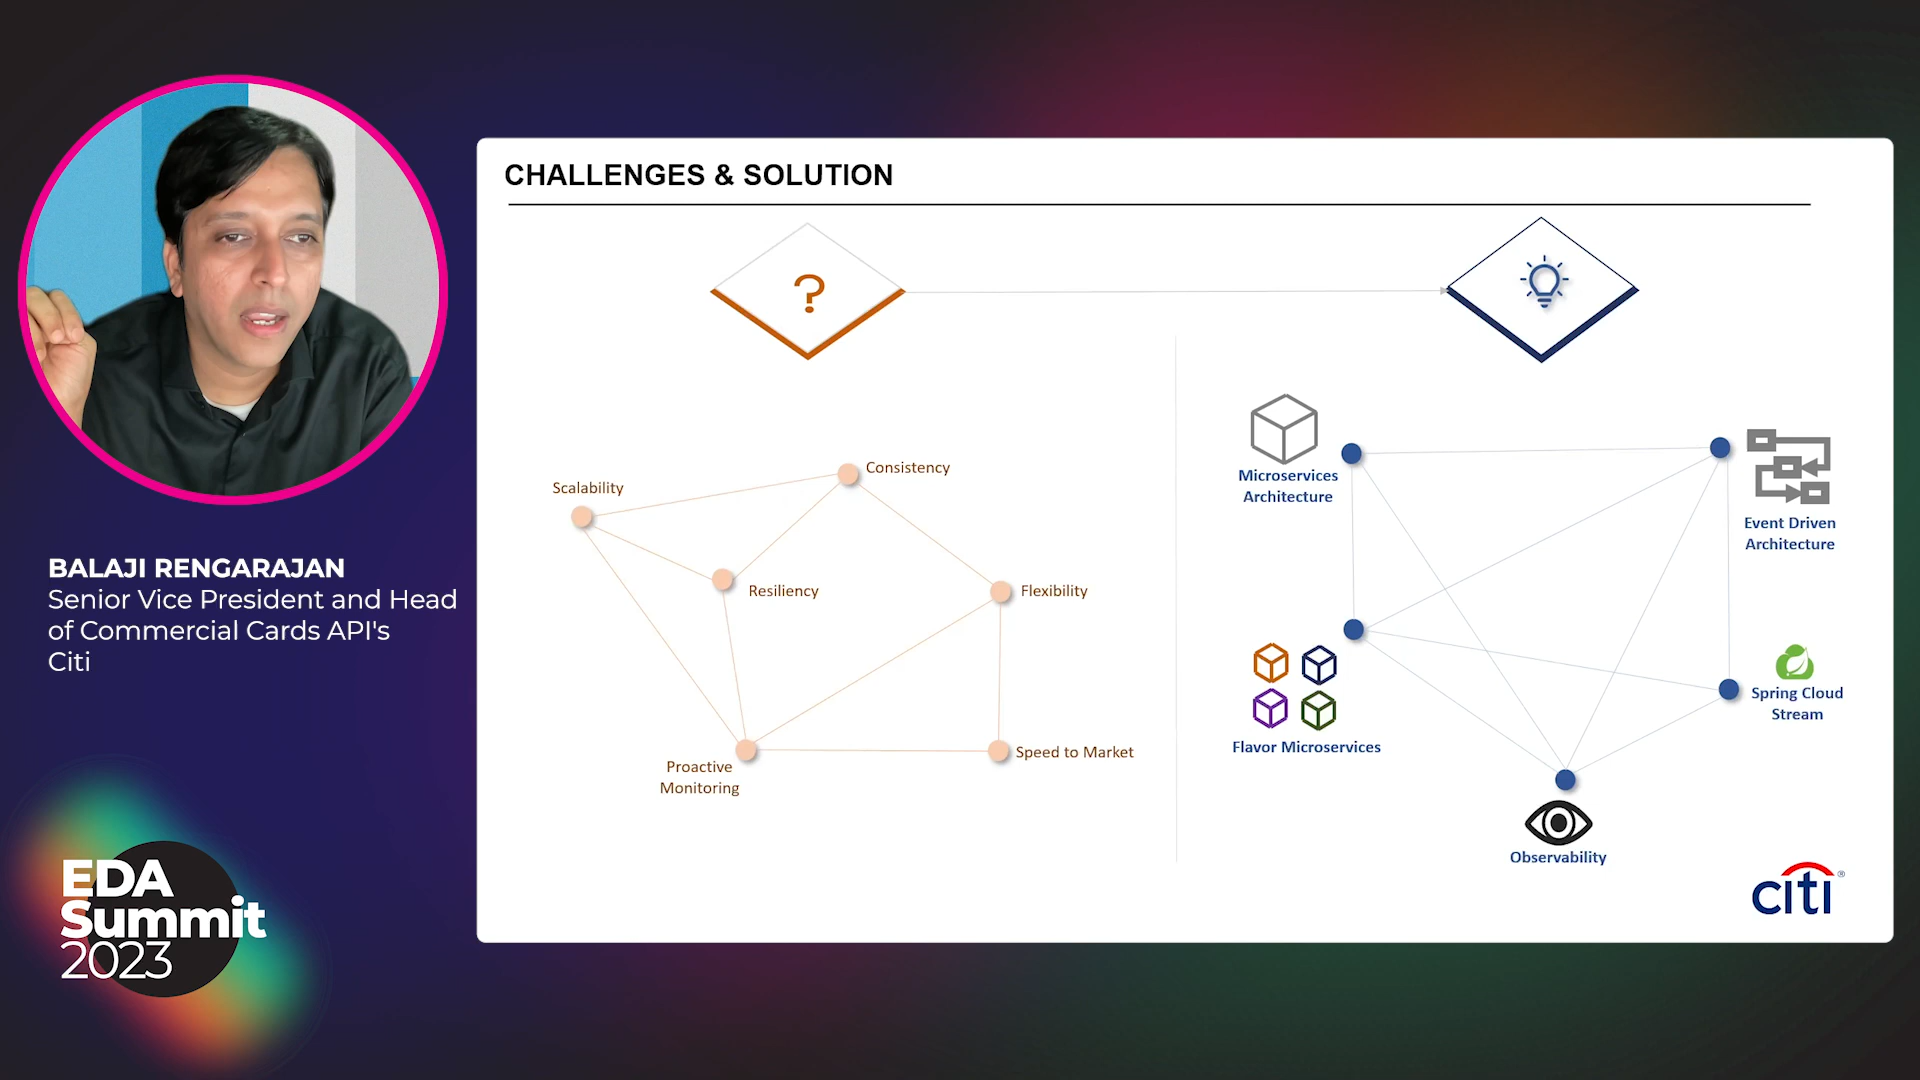 CHALLENGES & SOLUTION
?
Scalability
Consistency
Resiliency
Flexibility
Proactive
Monitoring
Speed to Market
Microservices
Architecture
Event Driven
Architecture
Flavor Microservices
Spring Cloud
Stream
Observability
citi®
BALAJI RENGARAJAN
Senior Vice President and Head
of Commercial Cards API's
Citi
EDA
Summit
2023